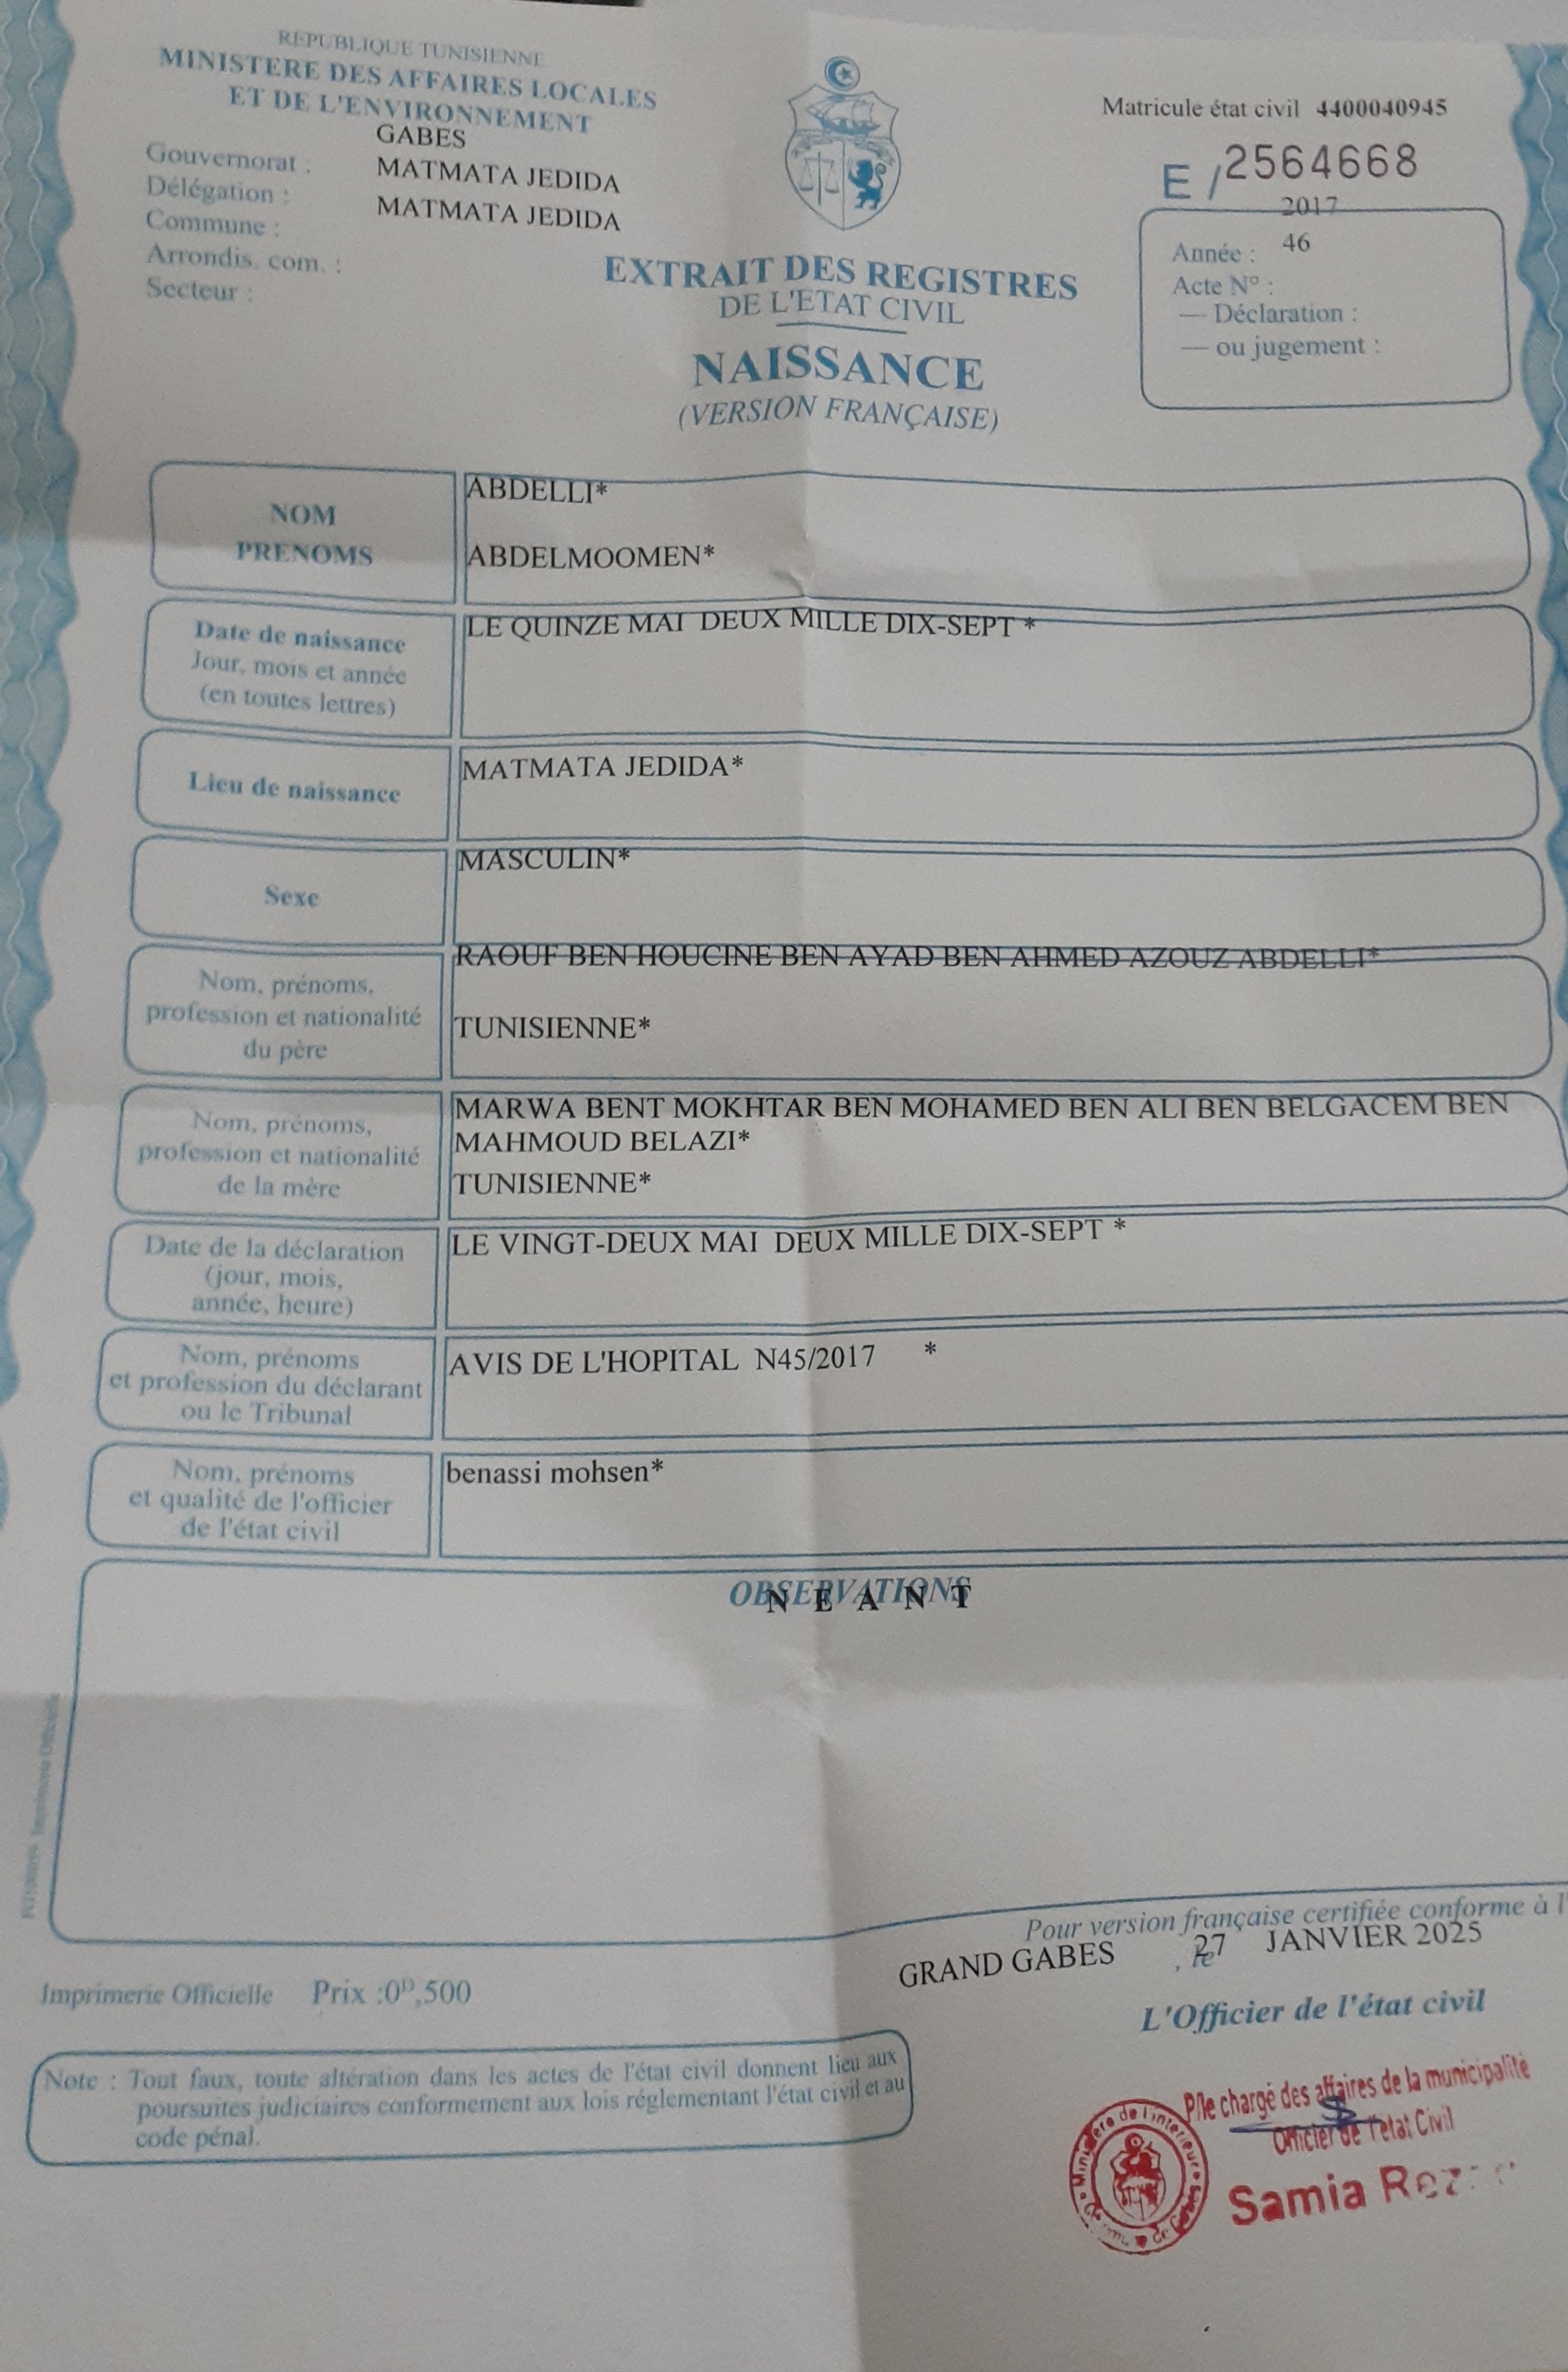 REPUBLIQUE TUNISIENNE
MINISTERE DES AFFAIRES LOCALES
ET DE L'ENVIRONNEMENT
GABES
Gouvernorat :
MATMATA JEDIDA
Délégation :
MATMATA JEDIDA
Commune :
Arrondis. com. :
Secteur :
Matricule état civil 4400040945
E / 2564668
2017
Année : 46
Acte N° :
— Déclaration :
— ou jugement :
EXTRAIT DES REGISTRES
DE L'ETAT CIVIL
NAISSANCE
(VERSION FRANÇAISE)
NOM
PRENOMS
ABDELLI*
ABDELMOOMEN*
Date de naissance
Jour, mois et année
(en toutes lettres)
LE QUINZE MAI DEUX MILLE DIX-SEPT *
Lieu de naissance
MATMATA JEDIDA*
Sexe
MASCULIN*
Nom, prénoms,
profession et nationalité
du père
RAOUF BEN HOUCINE BEN AYAD BEN AHMED AZOUZ ABDELLI*
TUNISIENNE*
Nom, prénoms,
profession et nationalité
de la mère
MARWA BENT MOKHTAR BEN MOHAMED BEN ALI BEN BELGACEM BEN
MAHMOUD BELAZI*
TUNISIENNE*
Date de la déclaration
(jour, mois,
année, heure)
LE VINGT-DEUX MAI DEUX MILLE DIX-SEPT *
Nom, prénoms
et profession du déclarant
ou le Tribunal
AVIS DE L'HOPITAL N45/2017 *
Nom, prénoms
et qualité de l'officier
de l'état civil
benassi mohsen*
OBSERVATIONS
N E A N T
Pour version française certifiée conforme à l'
GRAND GABES , le 27 JANVIER 2025
L'Officier de l'état civil
Imprimerie Officielle Prix :0ᴰ,500
Note : Tout faux, toute altération dans les actes de l'état civil donnent lieu aux
poursuites judiciaires conformement aux lois réglementant l'état civil et au
code pénal.
P/le chargé des affaires de la municipalité
Officier de l'etat Civil
Samia
Ministère de l'intérieure
Imprimerie Officielle